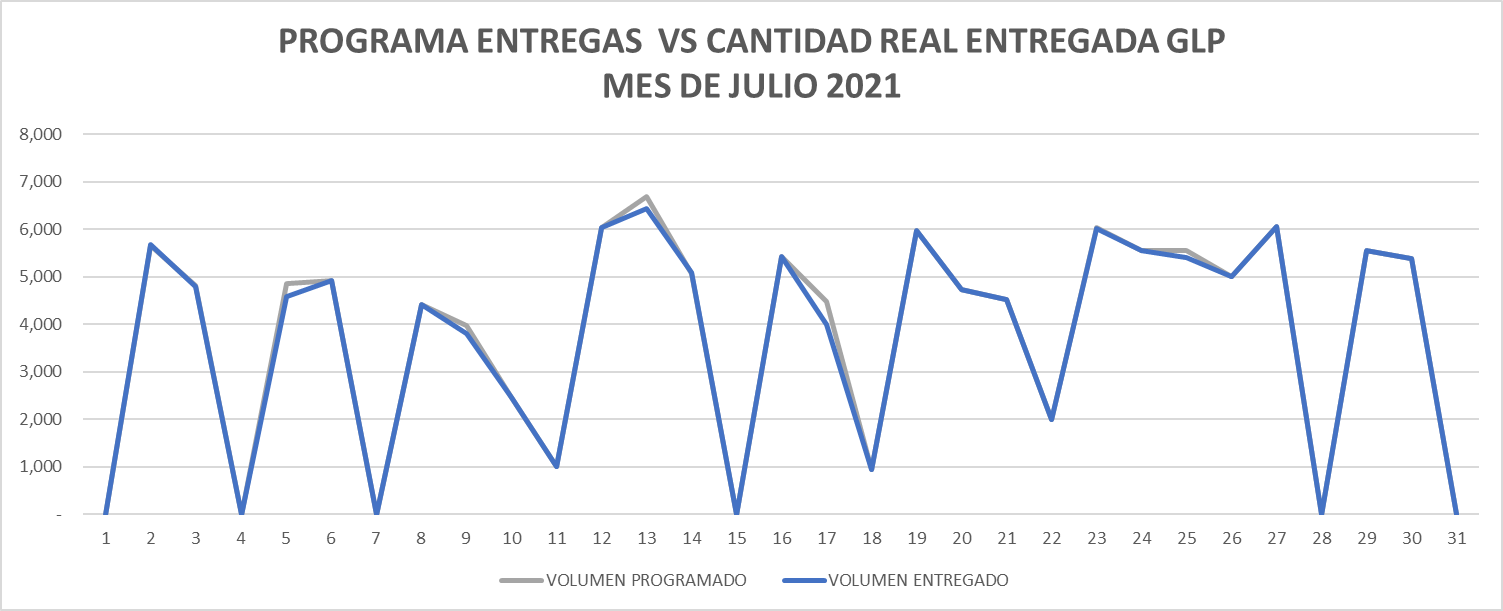 PROGRAMA ENTREGAS  VS CANTIDAD REAL ENTREGADA GLP
MES DE JULIO 2021
8,000
7,000
6,000
5,000
4,000
3,000
2,000
1,000
-
1 2 3 4 5 6 7 8 9 10 11 12 13 14 15 16 17 18 19 20 21 22 23 24 25 26 27 28 29 30 31
VOLUMEN PROGRAMADO VOLUMEN ENTREGADO